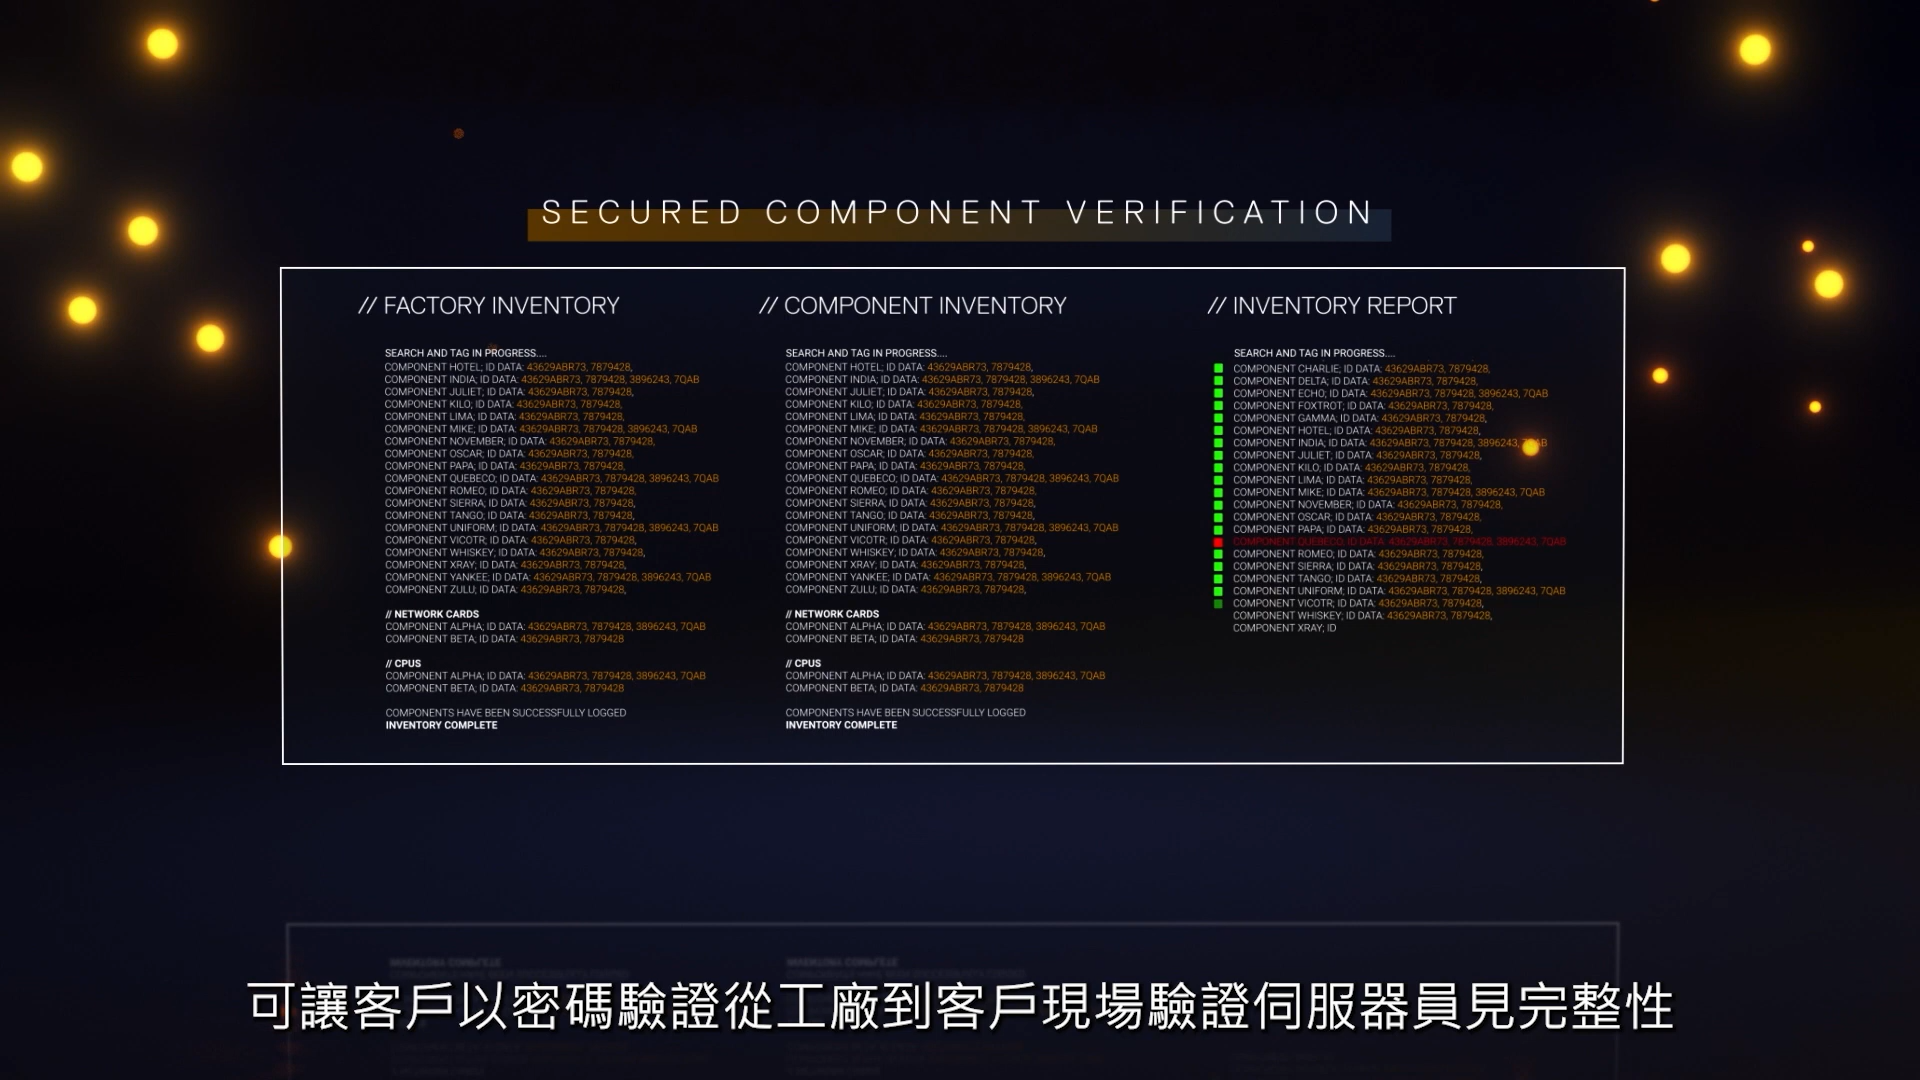 SECURED COMPONENT VERIFICATION
// FACTORY INVENTORY
SEARCH AND TAG IN PROGRESS....
COMPONENT HOTEL; ID DATA: 43629ABR73, 7879428,
COMPONENT INDIA; ID DATA: 43629ABR73, 7879428, 3896243, 7QAB
COMPONENT JULIET; ID DATA: 43629ABR73, 7879428,
COMPONENT KILO; ID DATA: 43629ABR73, 7879428,
COMPONENT LIMA; ID DATA: 43629ABR73, 7879428,
COMPONENT MIKE; ID DATA: 43629ABR73, 7879428, 3896243, 7QAB
COMPONENT NOVEMBER; ID DATA: 43629ABR73, 7879428,
COMPONENT OSCAR; ID DATA: 43629ABR73, 7879428,
COMPONENT PAPA; ID DATA: 43629ABR73, 7879428,
COMPONENT QUEBECO; ID DATA: 43629ABR73, 7879428, 3896243, 7QAB
COMPONENT ROMEO; ID DATA: 43629ABR73, 7879428,
COMPONENT SIERRA; ID DATA: 43629ABR73, 7879428,
COMPONENT TANGO; ID DATA: 43629ABR73, 7879428,
COMPONENT UNIFORM; ID DATA: 43629ABR73, 7879428, 3896243, 7QAB
COMPONENT VICOTR; ID DATA: 43629ABR73, 7879428,
COMPONENT WHISKEY; ID DATA: 43629ABR73, 7879428,
COMPONENT XRAY; ID DATA: 43629ABR73, 7879428,
COMPONENT YANKEE; ID DATA: 43629ABR73, 7879428, 3896243, 7QAB
COMPONENT ZULU; ID DATA: 43629ABR73, 7879428,
// NETWORK CARDS
COMPONENT ALPHA; ID DATA: 43629ABR73, 7879428, 3896243, 7QAB
COMPONENT BETA; ID DATA: 43629ABR73, 7879428
// CPUS
COMPONENT ALPHA; ID DATA: 43629ABR73, 7879428, 3896243, 7QAB
COMPONENT BETA; ID DATA: 43629ABR73, 7879428
COMPONENTS HAVE BEEN SUCCESSFULLY LOGGED
INVENTORY COMPLETE
// COMPONENT INVENTORY
SEARCH AND TAG IN PROGRESS....
COMPONENT HOTEL; ID DATA: 43629ABR73, 7879428,
COMPONENT INDIA; ID DATA: 43629ABR73, 7879428, 3896243, 7QAB
COMPONENT JULIET; ID DATA: 43629ABR73, 7879428,
COMPONENT KILO; ID DATA: 43629ABR73, 7879428,
COMPONENT LIMA; ID DATA: 43629ABR73, 7879428,
COMPONENT MIKE; ID DATA: 43629ABR73, 7879428, 3896243, 7QAB
COMPONENT NOVEMBER; ID DATA: 43629ABR73, 7879428,
COMPONENT OSCAR; ID DATA: 43629ABR73, 7879428,
COMPONENT PAPA; ID DATA: 43629ABR73, 7879428,
COMPONENT QUEBECO; ID DATA: 43629ABR73, 7879428, 3896243, 7QAB
COMPONENT ROMEO; ID DATA: 43629ABR73, 7879428,
COMPONENT SIERRA; ID DATA: 43629ABR73, 7879428,
COMPONENT TANGO; ID DATA: 43629ABR73, 7879428,
COMPONENT UNIFORM; ID DATA: 43629ABR73, 7879428, 3896243, 7QAB
COMPONENT VICOTR; ID DATA: 43629ABR73, 7879428,
COMPONENT WHISKEY; ID DATA: 43629ABR73, 7879428,
COMPONENT XRAY; ID DATA: 43629ABR73, 7879428,
COMPONENT YANKEE; ID DATA: 43629ABR73, 7879428, 3896243, 7QAB
COMPONENT ZULU; ID DATA: 43629ABR73, 7879428,
// NETWORK CARDS
COMPONENT ALPHA; ID DATA: 43629ABR73, 7879428, 3896243, 7QAB
COMPONENT BETA; ID DATA: 43629ABR73, 7879428
// CPUS
COMPONENT ALPHA; ID DATA: 43629ABR73, 7879428, 3896243, 7QAB
COMPONENT BETA; ID DATA: 43629ABR73, 7879428
COMPONENTS HAVE BEEN SUCCESSFULLY LOGGED
INVENTORY COMPLETE
// INVENTORY REPORT
SEARCH AND TAG IN PROGRESS....
COMPONENT CHARLIE; ID DATA: 43629ABR73, 7879428,
COMPONENT DELTA; ID DATA: 43629ABR73, 7879428,
COMPONENT ECHO; ID DATA: 43629ABR73, 7879428, 3896243, 7QAB
COMPONENT FOXTROT; ID DATA: 43629ABR73, 7879428,
COMPONENT GAMMA; ID DATA: 43629ABR73, 7879428,
COMPONENT HOTEL; ID DATA: 43629ABR73, 7879428,
COMPONENT INDIA; ID DATA: 43629ABR73, 7879428, 3896243, 7QAB
COMPONENT JULIET; ID DATA: 43629ABR73, 7879428,
COMPONENT KILO; ID DATA: 43629ABR73, 7879428,
COMPONENT LIMA; ID DATA: 43629ABR73, 7879428,
COMPONENT MIKE; ID DATA: 43629ABR73, 7879428, 3896243, 7QAB
COMPONENT NOVEMBER; ID DATA: 43629ABR73, 7879428,
COMPONENT OSCAR; ID DATA: 43629ABR73, 7879428,
COMPONENT PAPA; ID DATA: 43629ABR73, 7879428,
COMPONENT QUEBECO; ID DATA: 43629ABR73, 7879428, 3896243, 7QAB
COMPONENT ROMEO; ID DATA: 43629ABR73, 7879428,
COMPONENT SIERRA; ID DATA: 43629ABR73, 7879428,
COMPONENT TANGO; ID DATA: 43629ABR73, 7879428,
COMPONENT UNIFORM; ID DATA: 43629ABR73, 7879428, 3896243, 7QAB
COMPONENT VICOTR; ID DATA: 43629ABR73, 7879428,
COMPONENT WHISKEY; ID DATA: 43629ABR73, 7879428,
COMPONENT XRAY; ID
可讓客戶以密碼驗證從工廠到客戶現場驗證伺服器員見完整性